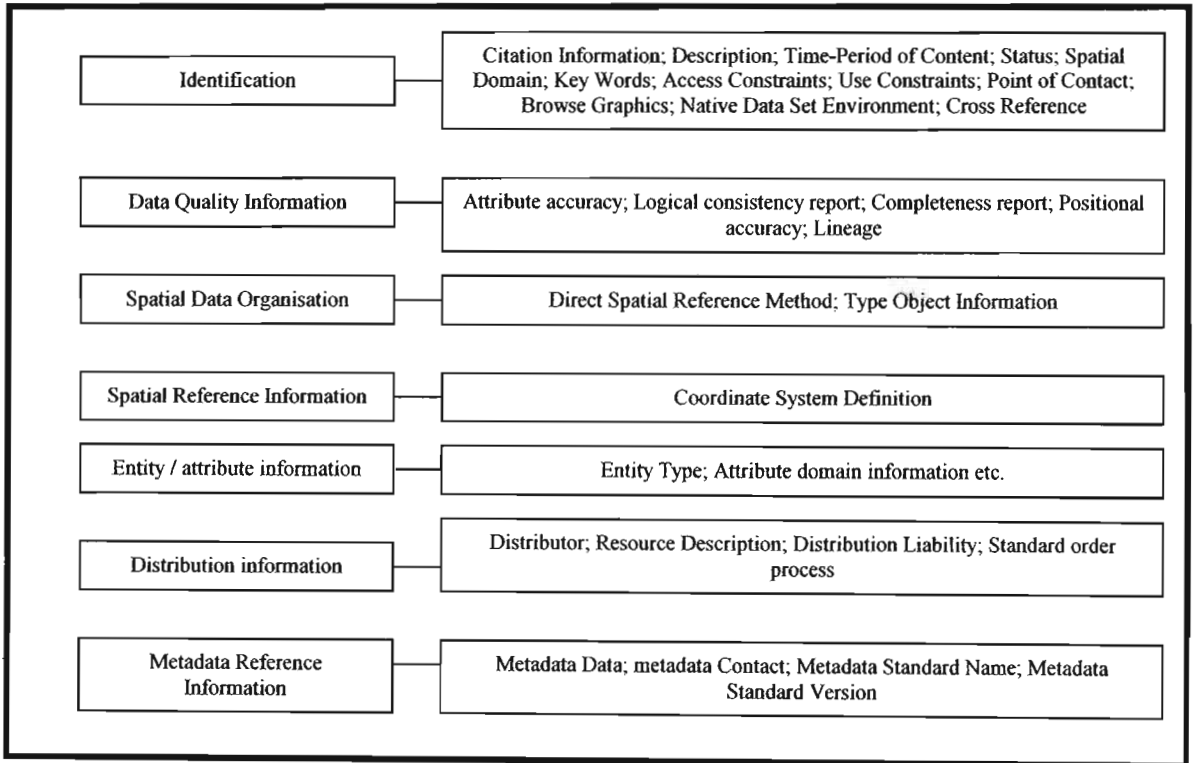 Identification
Citation Information; Description; Time-Period of Content; Status; Spatial
Domain; Key Words; Access Constraints; Use Constraints; Point of Contact;
Browse Graphics; Native Data Set Environment; Cross Reference
Data Quality Information
Attribute accuracy; Logical consistency report; Completeness report; Positional
accuracy; Lineage
Spatial Data Organisation
Direct Spatial Reference Method; Type Object Information
Spatial Reference Information
Coordinate System Definition
Entity / attribute information
Entity Type; Attribute domain information etc.
Distribution information
Distributor; Resource Description; Distribution Liability; Standard order
process
Metadata Reference
Information
Metadata Data; metadata Contact; Metadata Standard Name; Metadata
Standard Version